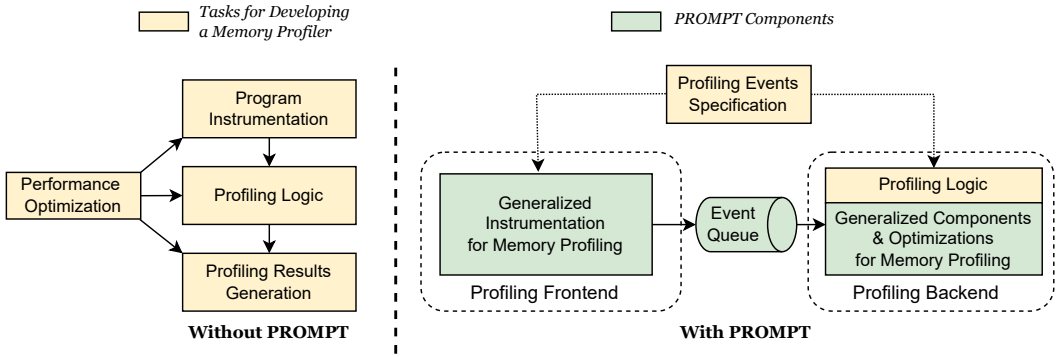 Tasks for Developing
a Memory Profiler
PROMPT Components
Program
Instrumentation
Performance
Optimization
Profiling Logic
Profiling Results
Generation
Without PROMPT
Profiling Events
Specification
Generalized
Instrumentation
for Memory Profiling
Profiling Frontend
Event
Queue
Profiling Logic
Generalized Components
& Optimizations
for Memory Profiling
Profiling Backend
With PROMPT